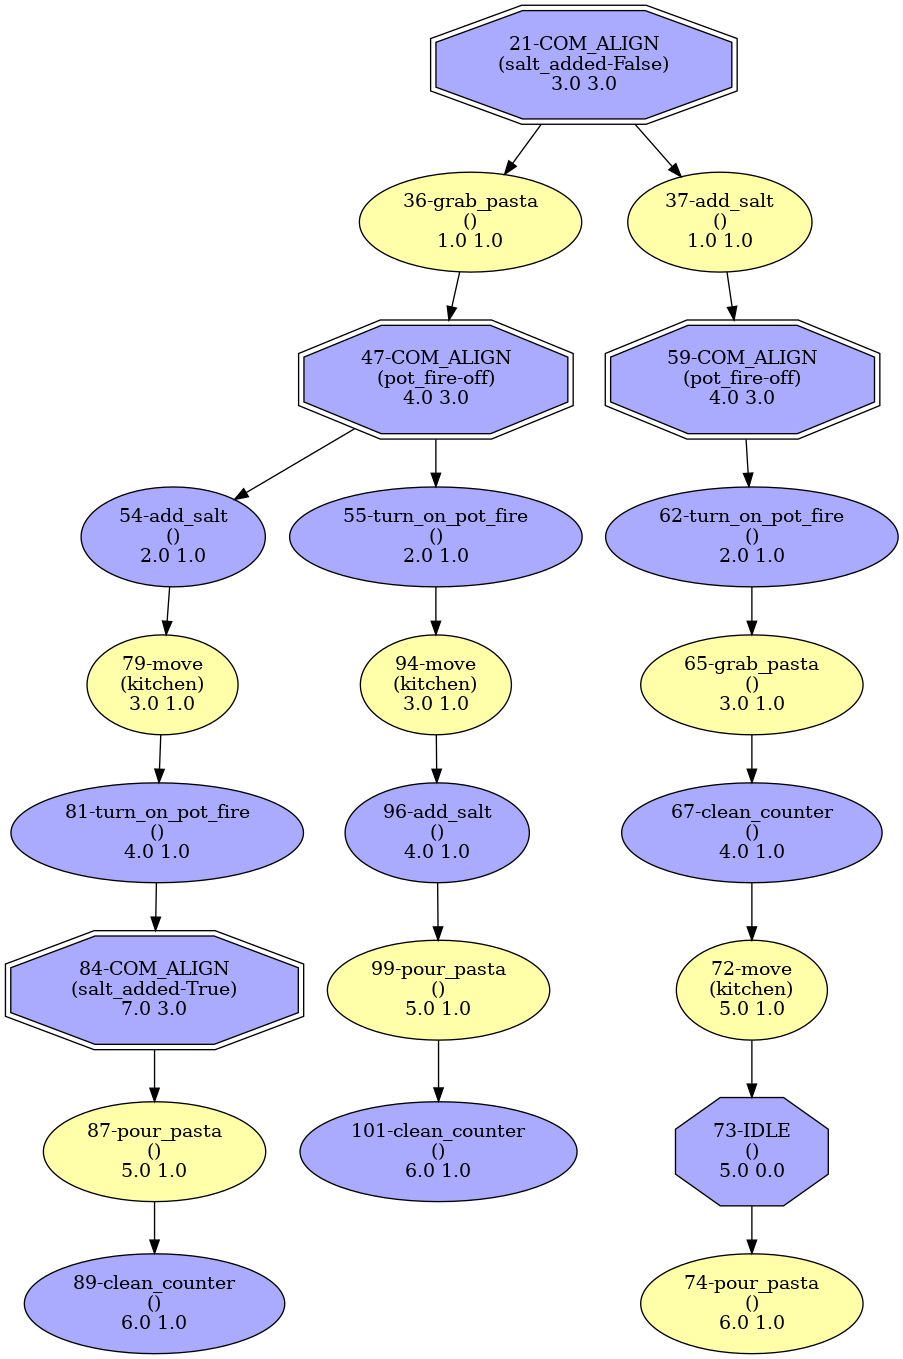 21-COM_ALIGN
(salt_added-False)
3.0 3.0
36-grab_pasta
()
1.0 1.0
37-add_salt
()
1.0 1.0
47-COM_ALIGN
(pot_fire-off)
4.0 3.0
59-COM_ALIGN
(pot_fire-off)
4.0 3.0
54-add_salt
()
2.0 1.0
55-turn_on_pot_fire
()
2.0 1.0
62-turn_on_pot_fire
()
2.0 1.0
79-move
(kitchen)
3.0 1.0
94-move
(kitchen)
3.0 1.0
65-grab_pasta
()
3.0 1.0
81-turn_on_pot_fire
()
4.0 1.0
96-add_salt
()
4.0 1.0
67-clean_counter
()
4.0 1.0
84-COM_ALIGN
(salt_added-True)
7.0 3.0
99-pour_pasta
()
5.0 1.0
72-move
(kitchen)
5.0 1.0
87-pour_pasta
()
5.0 1.0
101-clean_counter
()
6.0 1.0
73-IDLE
()
5.0 0.0
89-clean_counter
()
6.0 1.0
74-pour_pasta
()
6.0 1.0